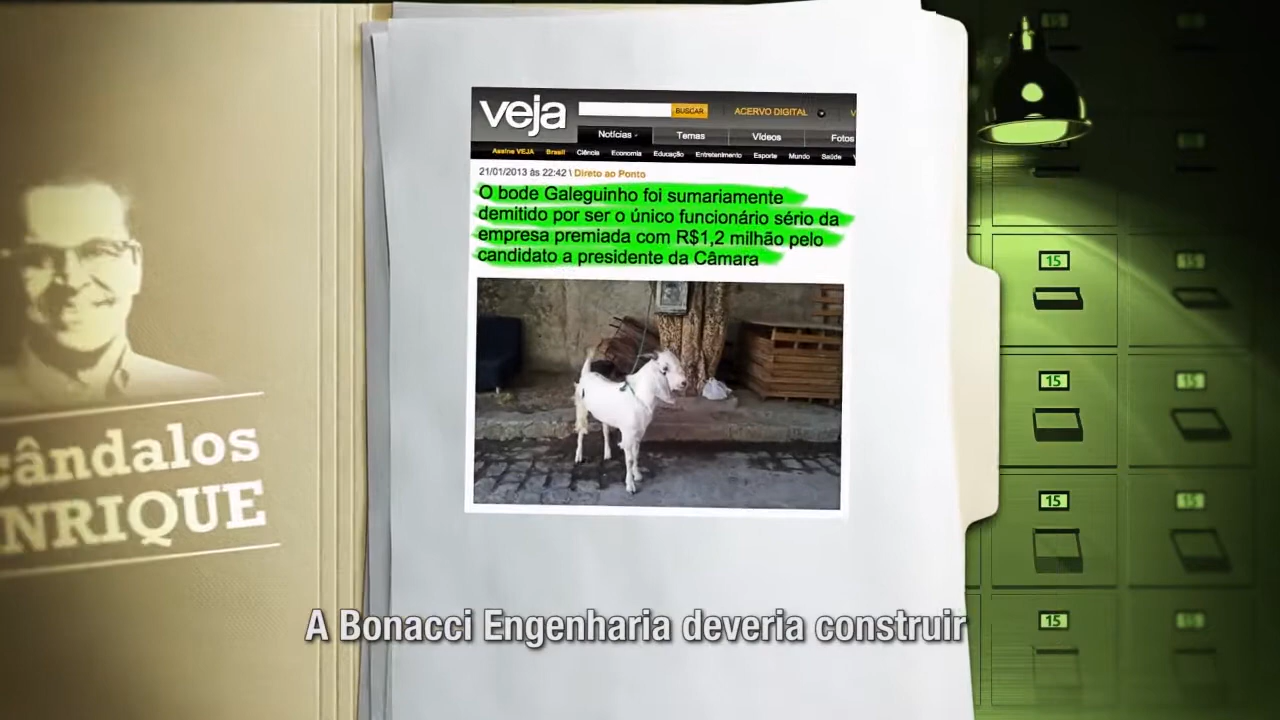 cândalos
NRIQUE
veja
BUSCAR
ACERVO DIGITAL
V
Notícias
Temas
Vídeos
Fotos
Assine VEJA Brasil Ciência Economia Educação Entretenimento Esporte Mundo Saúde
21/01/2013 às 22:42 \ Direto ao Ponto
O bode Galeguinho foi sumariamente
demitido por ser o único funcionário sério da
empresa premiada com R$1,2 milhão pelo
candidato a presidente da Câmara
15
15
15
15
15
15
15
15
A Bonacci Engenharia deveria construir